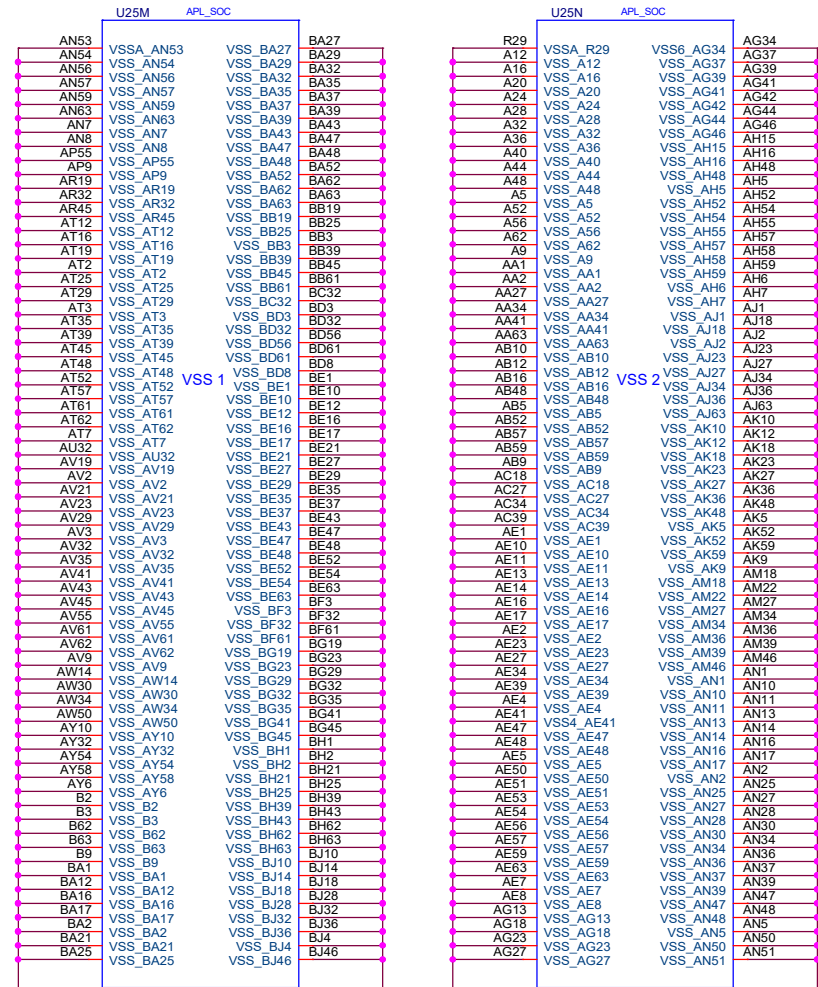 U25M APL_SOC
AN53 VSSA_AN53 VSS_BA27 BA27
AN54 VSS_AN54 VSS_BA29 BA29
AN56 VSS_AN56 VSS_BA32 BA32
AN57 VSS_AN57 VSS_BA35 BA35
AN59 VSS_AN59 VSS_BA37 BA37
AN63 VSS_AN63 VSS_BA39 BA39
AN7 VSS_AN7 VSS_BA43 BA43
AN8 VSS_AN8 VSS_BA47 BA47
AP55 VSS_AP55 VSS_BA48 BA48
AP9 VSS_AP9 VSS_BA52 BA52
AR19 VSS_AR19 VSS_BA62 BA62
AR32 VSS_AR32 VSS_BA63 BA63
AR45 VSS_AR45 VSS_BB19 BB19
AT12 VSS_AT12 VSS_BB25 BB25
AT16 VSS_AT16 VSS_BB3 BB3
AT19 VSS_AT19 VSS_BB39 BB39
AT2 VSS_AT2 VSS_BB45 BB45
AT25 VSS_AT25 VSS_BB61 BB61
AT29 VSS_AT29 VSS_BC32 BC32
AT3 VSS_AT3 VSS_BD3 BD3
AT35 VSS_AT35 VSS_BD32 BD32
AT39 VSS_AT39 VSS_BD56 BD56
AT45 VSS_AT45 VSS_BD61 BD61
AT48 VSS_AT48 VSS_BD8 BD8
VSS 1
AT52 VSS_AT52 VSS_BE1 BE1
AT57 VSS_AT57 VSS_BE10 BE10
AT61 VSS_AT61 VSS_BE12 BE12
AT62 VSS_AT62 VSS_BE16 BE16
AT7 VSS_AT7 VSS_BE17 BE17
AU32 VSS_AU32 VSS_BE21 BE21
AV19 VSS_AV19 VSS_BE27 BE27
AV2 VSS_AV2 VSS_BE29 BE29
AV21 VSS_AV21 VSS_BE35 BE35
AV23 VSS_AV23 VSS_BE37 BE37
AV29 VSS_AV29 VSS_BE43 BE43
AV3 VSS_AV3 VSS_BE47 BE47
AV32 VSS_AV32 VSS_BE48 BE48
AV35 VSS_AV35 VSS_BE52 BE52
AV41 VSS_AV41 VSS_BE54 BE54
AV43 VSS_AV43 VSS_BE63 BE63
AV45 VSS_AV45 VSS_BF3 BF3
AV55 VSS_AV55 VSS_BF32 BF32
AV61 VSS_AV61 VSS_BF61 BF61
AV62 VSS_AV62 VSS_BG19 BG19
AV9 VSS_AV9 VSS_BG23 BG23
AW14 VSS_AW14 VSS_BG29 BG29
AW30 VSS_AW30 VSS_BG32 BG32
AW34 VSS_AW34 VSS_BG35 BG35
AW50 VSS_AW50 VSS_BG41 BG41
AY10 VSS_AY10 VSS_BG45 BG45
AY32 VSS_AY32 VSS_BH1 BH1
AY54 VSS_AY54 VSS_BH2 BH2
AY58 VSS_AY58 VSS_BH21 BH21
AY6 VSS_AY6 VSS_BH25 BH25
B2 VSS_B2 VSS_BH39 BH39
B3 VSS_B3 VSS_BH43 BH43
B62 VSS_B62 VSS_BH62 BH62
B63 VSS_B63 VSS_BH63 BH63
B9 VSS_B9 VSS_BJ10 BJ10
BA1 VSS_BA1 VSS_BJ14 BJ14
BA12 VSS_BA12 VSS_BJ18 BJ18
BA16 VSS_BA16 VSS_BJ28 BJ28
BA17 VSS_BA17 VSS_BJ32 BJ32
BA2 VSS_BA2 VSS_BJ36 BJ36
BA21 VSS_BA21 VSS_BJ4 BJ4
BA25 VSS_BA25 VSS_BJ46 BJ46
U25N APL_SOC
R29 VSSA_R29 VSS6_AG34 AG34
A12 VSS_A12 VSS_AG37 AG37
A16 VSS_A16 VSS_AG39 AG39
A20 VSS_A20 VSS_AG41 AG41
A24 VSS_A24 VSS_AG42 AG42
A28 VSS_A28 VSS_AG44 AG44
A32 VSS_A32 VSS_AG46 AG46
A36 VSS_A36 VSS_AH15 AH15
A40 VSS_A40 VSS_AH16 AH16
A44 VSS_A44 VSS_AH48 AH48
A48 VSS_A48 VSS_AH5 AH5
A5 VSS_A5 VSS_AH52 AH52
A52 VSS_A52 VSS_AH54 AH54
A56 VSS_A56 VSS_AH55 AH55
A62 VSS_A62 VSS_AH57 AH57
A9 VSS_A9 VSS_AH58 AH58
AA1 VSS_AA1 VSS_AH59 AH59
AA2 VSS_AA2 VSS_AH6 AH6
AA27 VSS_AA27 VSS_AH7 AH7
AA34 VSS_AA34 VSS_AJ1 AJ1
AA41 VSS_AA41 VSS_AJ18 AJ18
AA63 VSS_AA63 VSS_AJ2 AJ2
AB10 VSS_AB10 VSS_AJ23 AJ23
AB12 VSS_AB12 VSS_AJ27 AJ27
VSS 2
AB16 VSS_AB16 VSS_AJ34 AJ34
AB48 VSS_AB48 VSS_AJ36 AJ36
AB5 VSS_AB5 VSS_AJ63 AJ63
AB52 VSS_AB52 VSS_AK10 AK10
AB57 VSS_AB57 VSS_AK12 AK12
AB59 VSS_AB59 VSS_AK18 AK18
AB9 VSS_AB9 VSS_AK23 AK23
AC18 VSS_AC18 VSS_AK27 AK27
AC27 VSS_AC27 VSS_AK36 AK36
AC34 VSS_AC34 VSS_AK48 AK48
AC39 VSS_AC39 VSS_AK5 AK5
AE1 VSS_AE1 VSS_AK52 AK52
AE10 VSS_AE10 VSS_AK59 AK59
AE11 VSS_AE11 VSS_AK9 AK9
AE13 VSS_AE13 VSS_AM18 AM18
AE14 VSS_AE14 VSS_AM22 AM22
AE16 VSS_AE16 VSS_AM27 AM27
AE17 VSS_AE17 VSS_AM34 AM34
AE2 VSS_AE2 VSS_AM36 AM36
AE23 VSS_AE23 VSS_AM39 AM39
AE27 VSS_AE27 VSS_AM46 AM46
AE34 VSS_AE34 VSS_AN1 AN1
AE39 VSS_AE39 VSS_AN10 AN10
AE4 VSS_AE4 VSS_AN11 AN11
AE41 VSS4_AE41 VSS_AN13 AN13
AE47 VSS_AE47 VSS_AN14 AN14
AE48 VSS_AE48 VSS_AN16 AN16
AE5 VSS_AE5 VSS_AN17 AN17
AE50 VSS_AE50 VSS_AN2 AN2
AE51 VSS_AE51 VSS_AN25 AN25
AE53 VSS_AE53 VSS_AN27 AN27
AE54 VSS_AE54 VSS_AN28 AN28
AE56 VSS_AE56 VSS_AN30 AN30
AE57 VSS_AE57 VSS_AN34 AN34
AE59 VSS_AE59 VSS_AN36 AN36
AE63 VSS_AE63 VSS_AN37 AN37
AE7 VSS_AE7 VSS_AN39 AN39
AE8 VSS_AE8 VSS_AN47 AN47
AG13 VSS_AG13 VSS_AN48 AN48
AG18 VSS_AG18 VSS_AN5 AN5
AG23 VSS_AG23 VSS_AN50 AN50
AG27 VSS_AG27 VSS_AN51 AN51